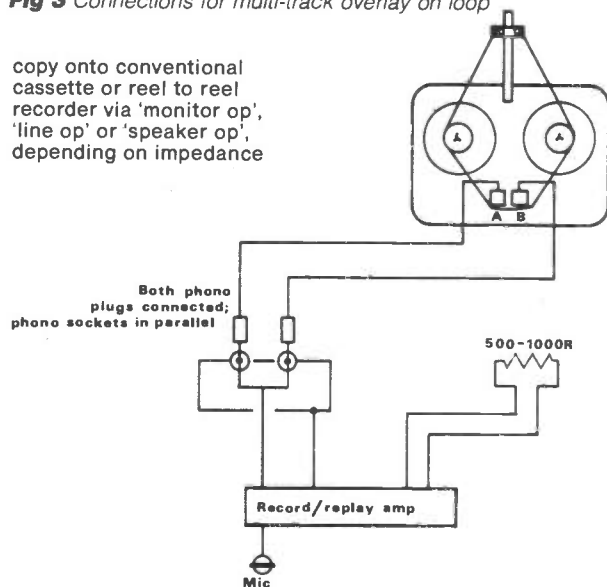 Fig 3 Connections for multi-track overlay on loop
copy onto conventional
cassette or reel to reel
recorder via 'monitor op',
'line op' or 'speaker op',
depending on impedance
A B
Both phono
plugs connected;
phono sockets in parallel
500-1000R
Record/replay amp
Mic